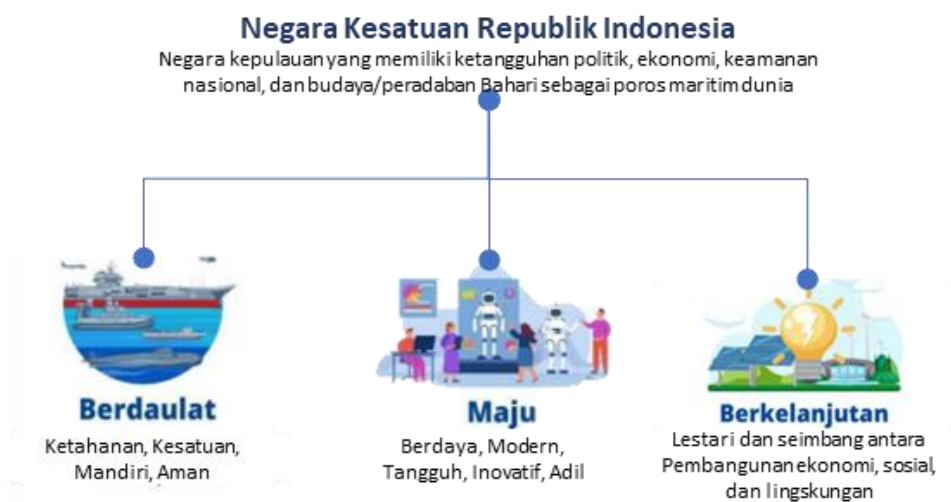 Negara Kesatuan Republik Indonesia
Negara kepulauan yang memiliki ketangguhan politik, ekonomi, keamanan
nasional, dan budaya/peradaban Bahari sebagai poros maritim dunia
Berdaulat
Ketahanan, Kesatuan,
Mandiri, Aman
Maju
Berdaya, Modern,
Tangguh, Inovatif, Adil
Berkelanjutan
Lestari dan seimbang antara
Pembangunan ekonomi, sosial,
dan lingskungan